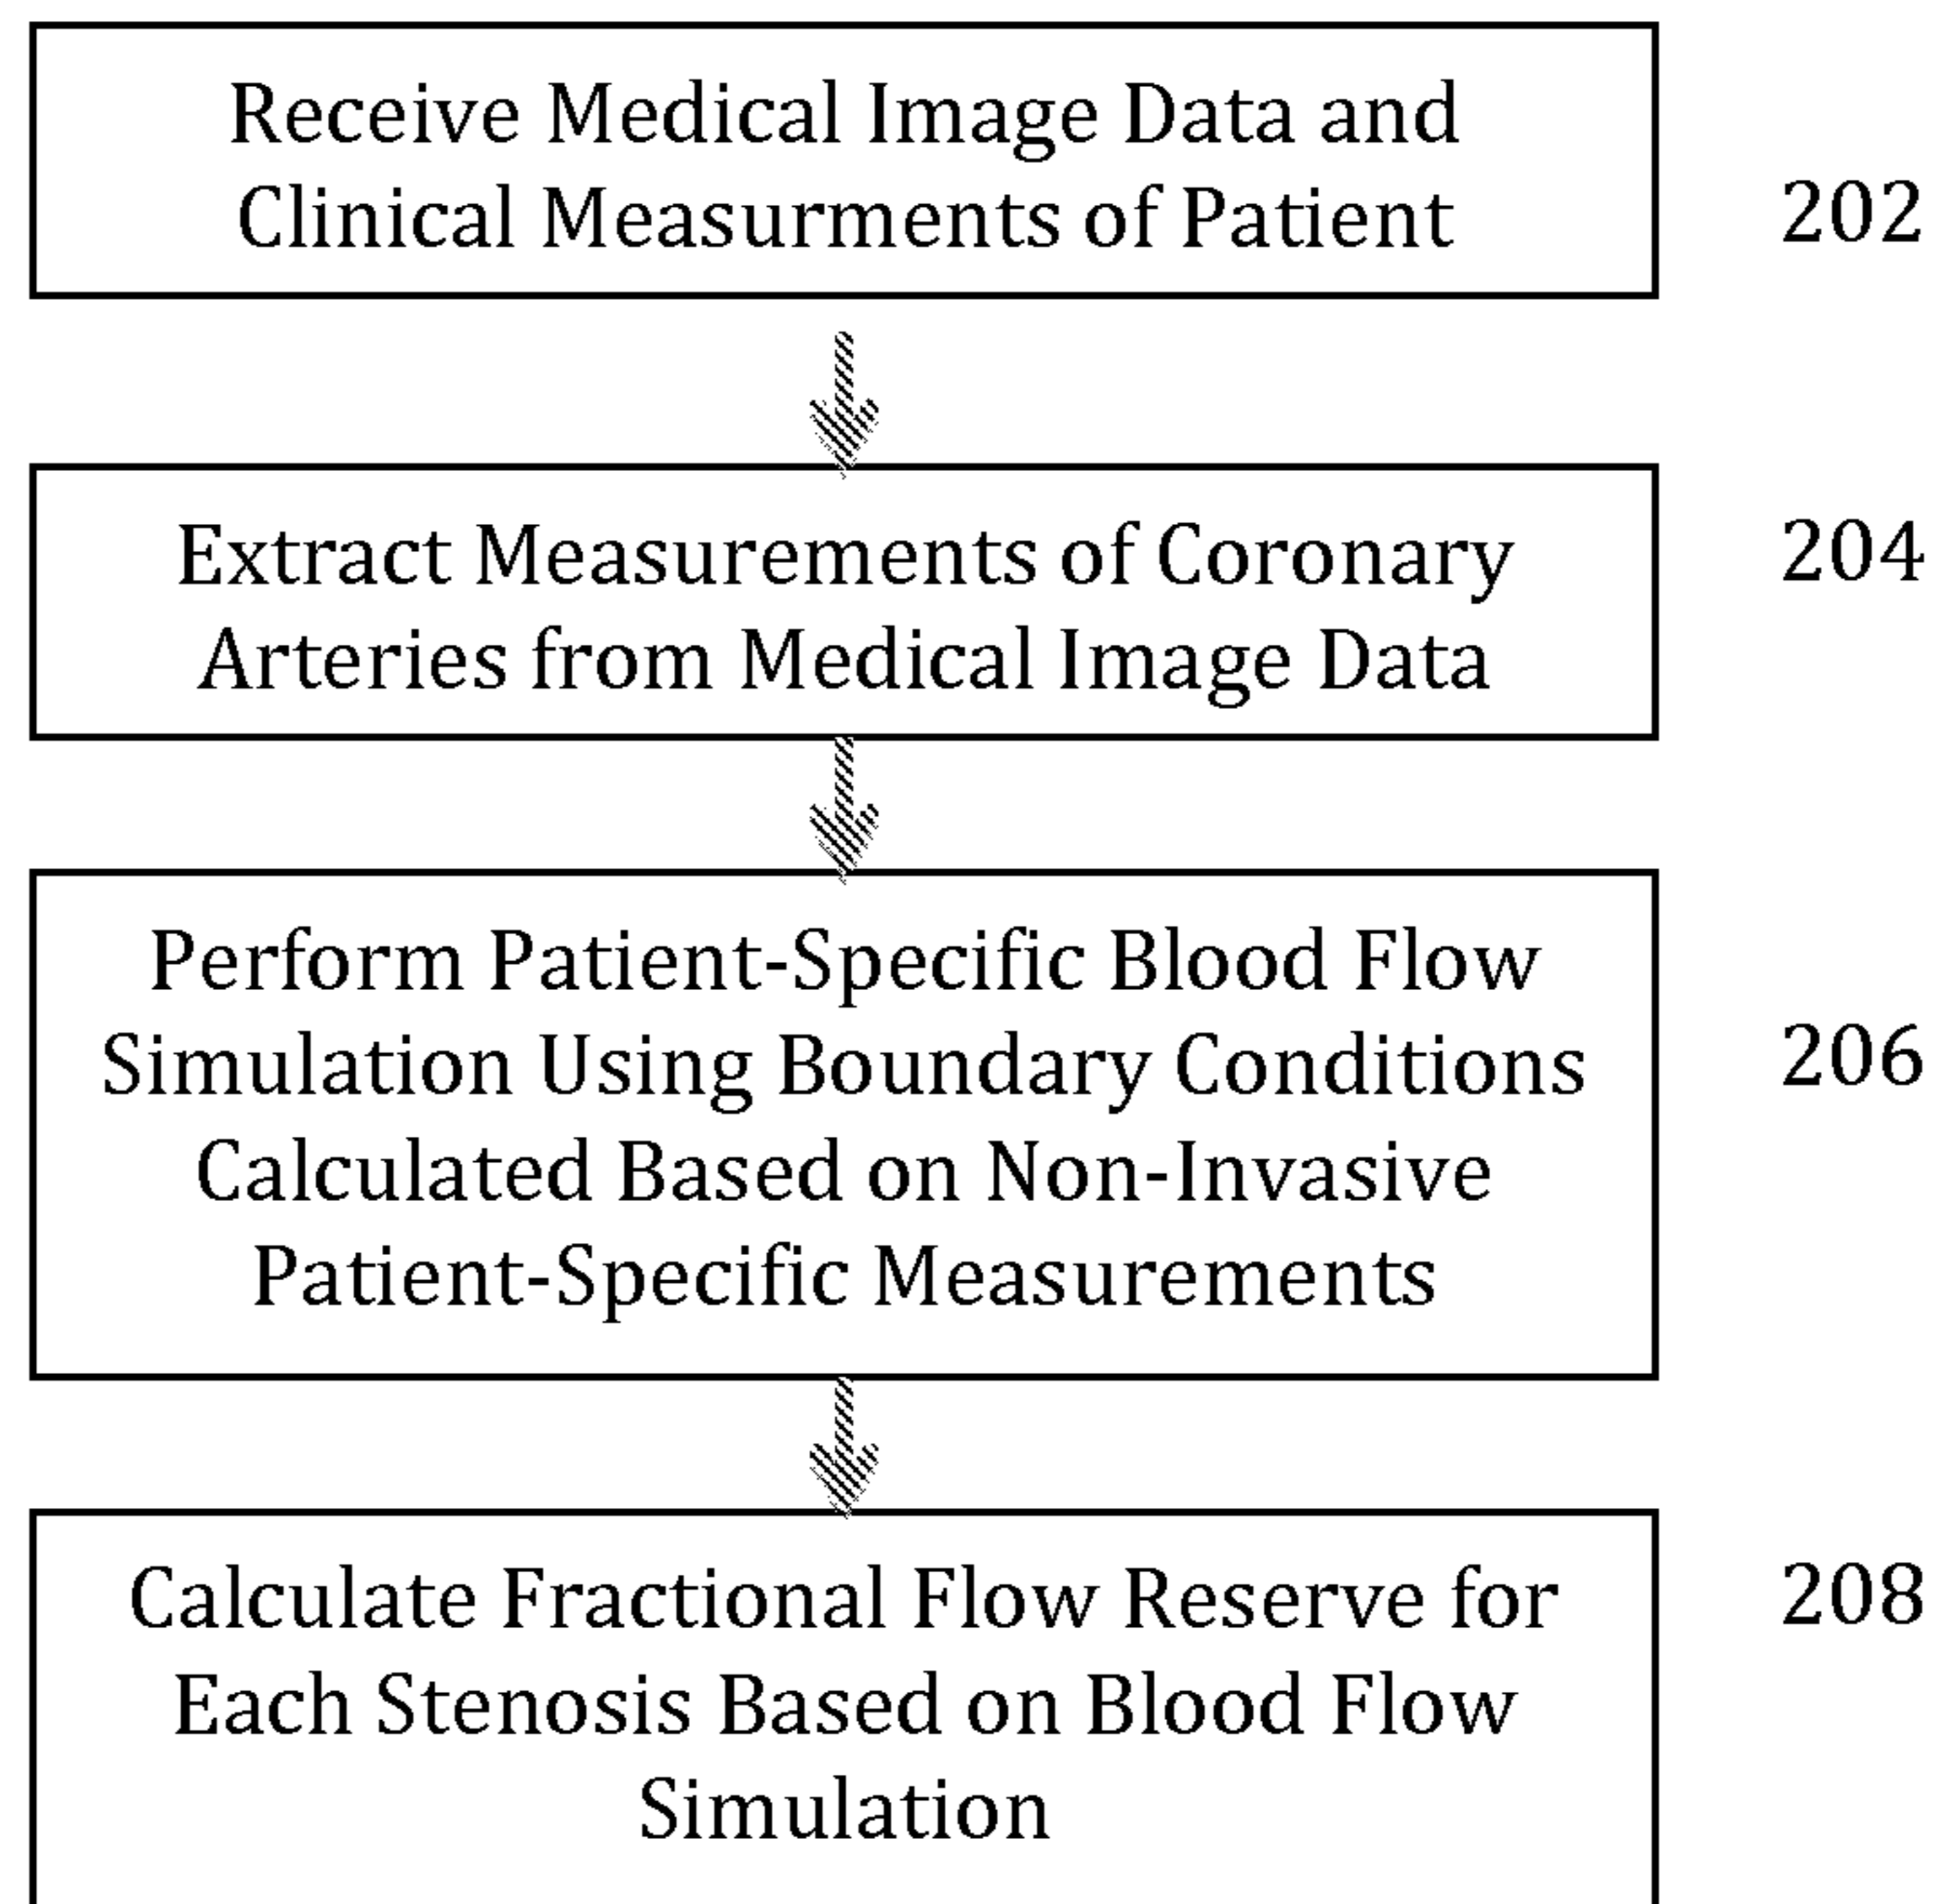 Receive Medical Image Data and
Clinical Measurments of Patient
202
Extract Measurements of Coronary
204
Arteries from Medical Image Data
Perform Patient-Specific Blood Flow
Simulation Using Boundary Conditions
206
Calculated Based on Non-Invasive
Patient-Specific Measurements
Calculate Fractional Flow Reserve for
208
Each Stenosis Based on Blood Flow
Simulation